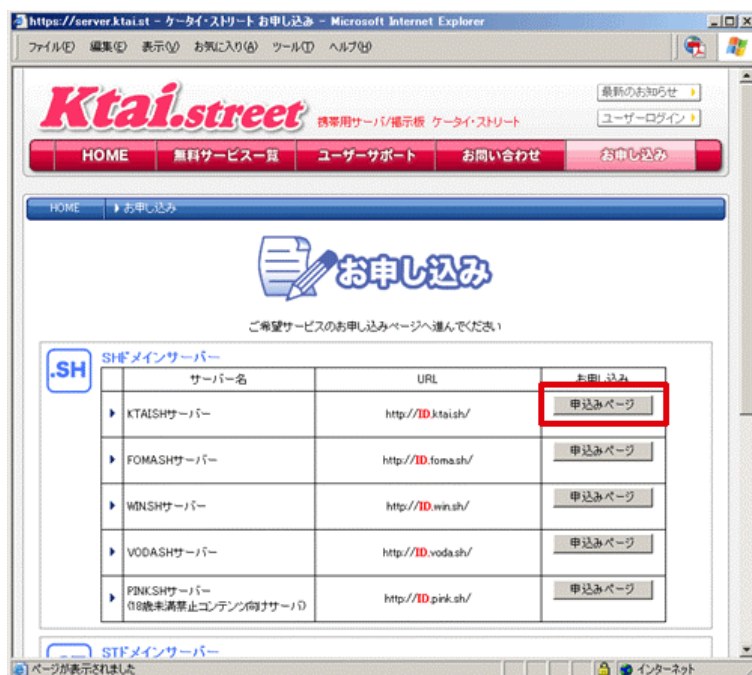 https://server.ktai.st - ケータイ・ストリート お申し込み - Microsoft Internet Explorer
ファイル(F) 編集(E) 表示(V) お気に入り(A) ツール(T) ヘルプ(H)
Ktai.street
携帯用サーバ/掲示板 ケータイ・ストリート
最新のお知らせ
ユーザーログイン
HOME 無料サービス一覧 ユーザーサポート お問い合わせ お申し込み
HOME お申し込み
お申し込み
ご希望サービスのお申し込みページへ進んでください
.SH
SHドメインサーバー
サーバー名 URL お申し込み
KTAI.SHサーバー http://ID.ktai.sh/ 申込みページ
FOMA.SHサーバー http://ID.foma.sh/ 申込みページ
WIN.SHサーバー http://ID.win.sh/ 申込みページ
VODA.SHサーバー http://ID.voda.sh/ 申込みページ
PINK.SHサーバー
(18歳未満禁止コンテンツ向けサーバ) http://ID.pink.sh/ 申込みページ
STドメインサーバー
ページが表示されました インターネット